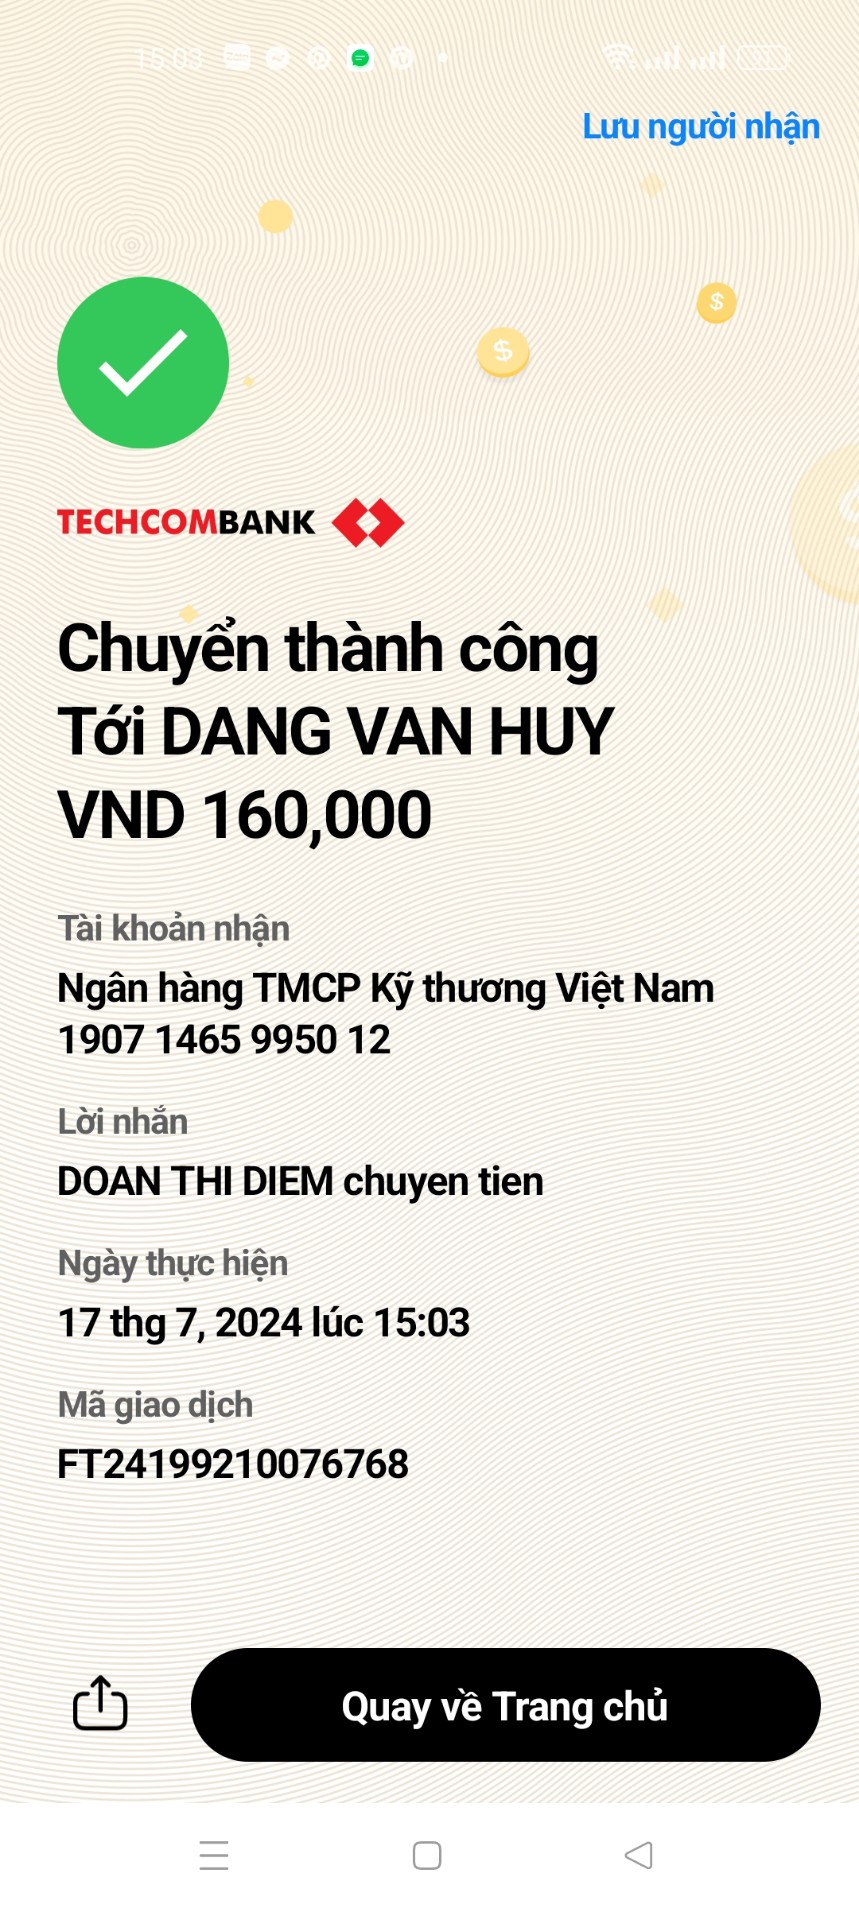 15:03
Lưu người nhận
TECHCOMBANK
Chuyển thành công
Tới DANG VAN HUY
VND 160,000
Tài khoản nhận
Ngân hàng TMCP Kỹ thương Việt Nam
1907 1465 9950 12
Lời nhắn
DOAN THI DIEM chuyen tien
Ngày thực hiện
17 thg 7, 2024 lúc 15:03
Mã giao dịch
FT24199210076768
Quay về Trang chủ